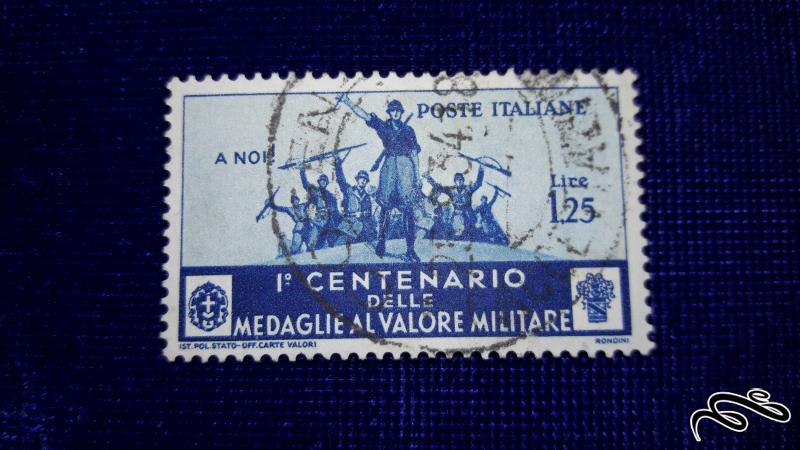 POSTE ITALIANE
A NOI!
Lire
1,25
Iº CENTENARIO
DELLE
MEDAGLIE AL VALORE MILITARE
IST. POL. STATO-OFF. CARTE VALORI
RONDINI